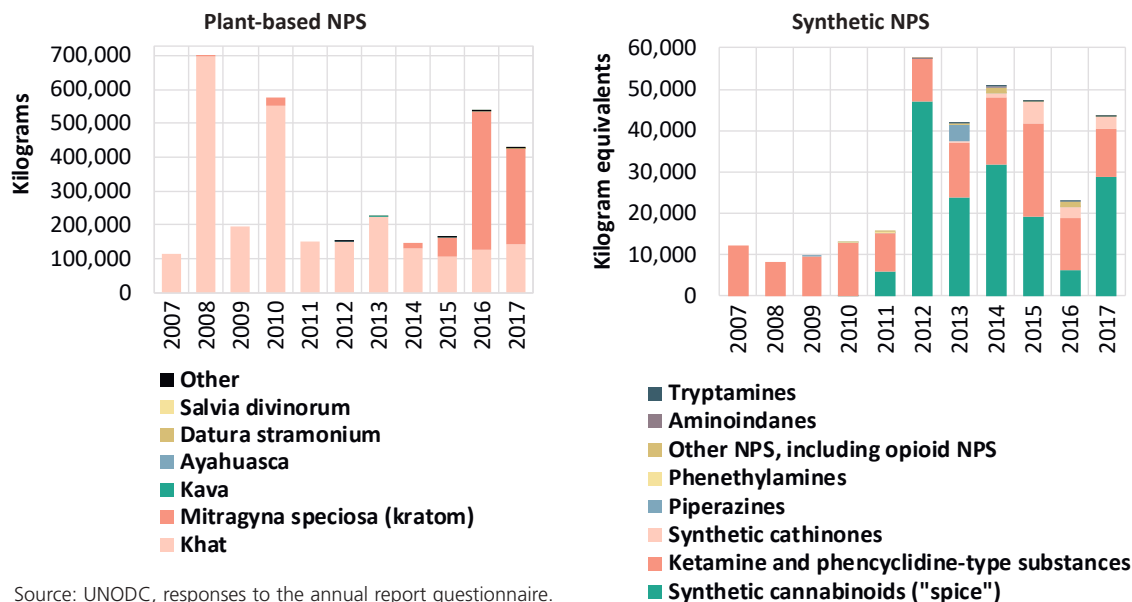 Plant-based NPS
Kilograms
700,000
600,000
500,000
400,000
300,000
200,000
100,000
0
2007
2008
2009
2010
2011
2012
2013
2014
2015
2016
2017
Other
Salvia divinorum
Datura stramonium
Ayahuasca
Kava
Mitragyna speciosa (kratom)
Khat
Synthetic NPS
Kilogram equivalents
60,000
50,000
40,000
30,000
20,000
10,000
0
2007
2008
2009
2010
2011
2012
2013
2014
2015
2016
2017
Tryptamines
Aminoindanes
Other NPS, including opioid NPS
Phenethylamines
Piperazines
Synthetic cathinones
Ketamine and phencyclidine-type substances
Synthetic cannabinoids ("spice")
Source: UNODC, responses to the annual report questionnaire.